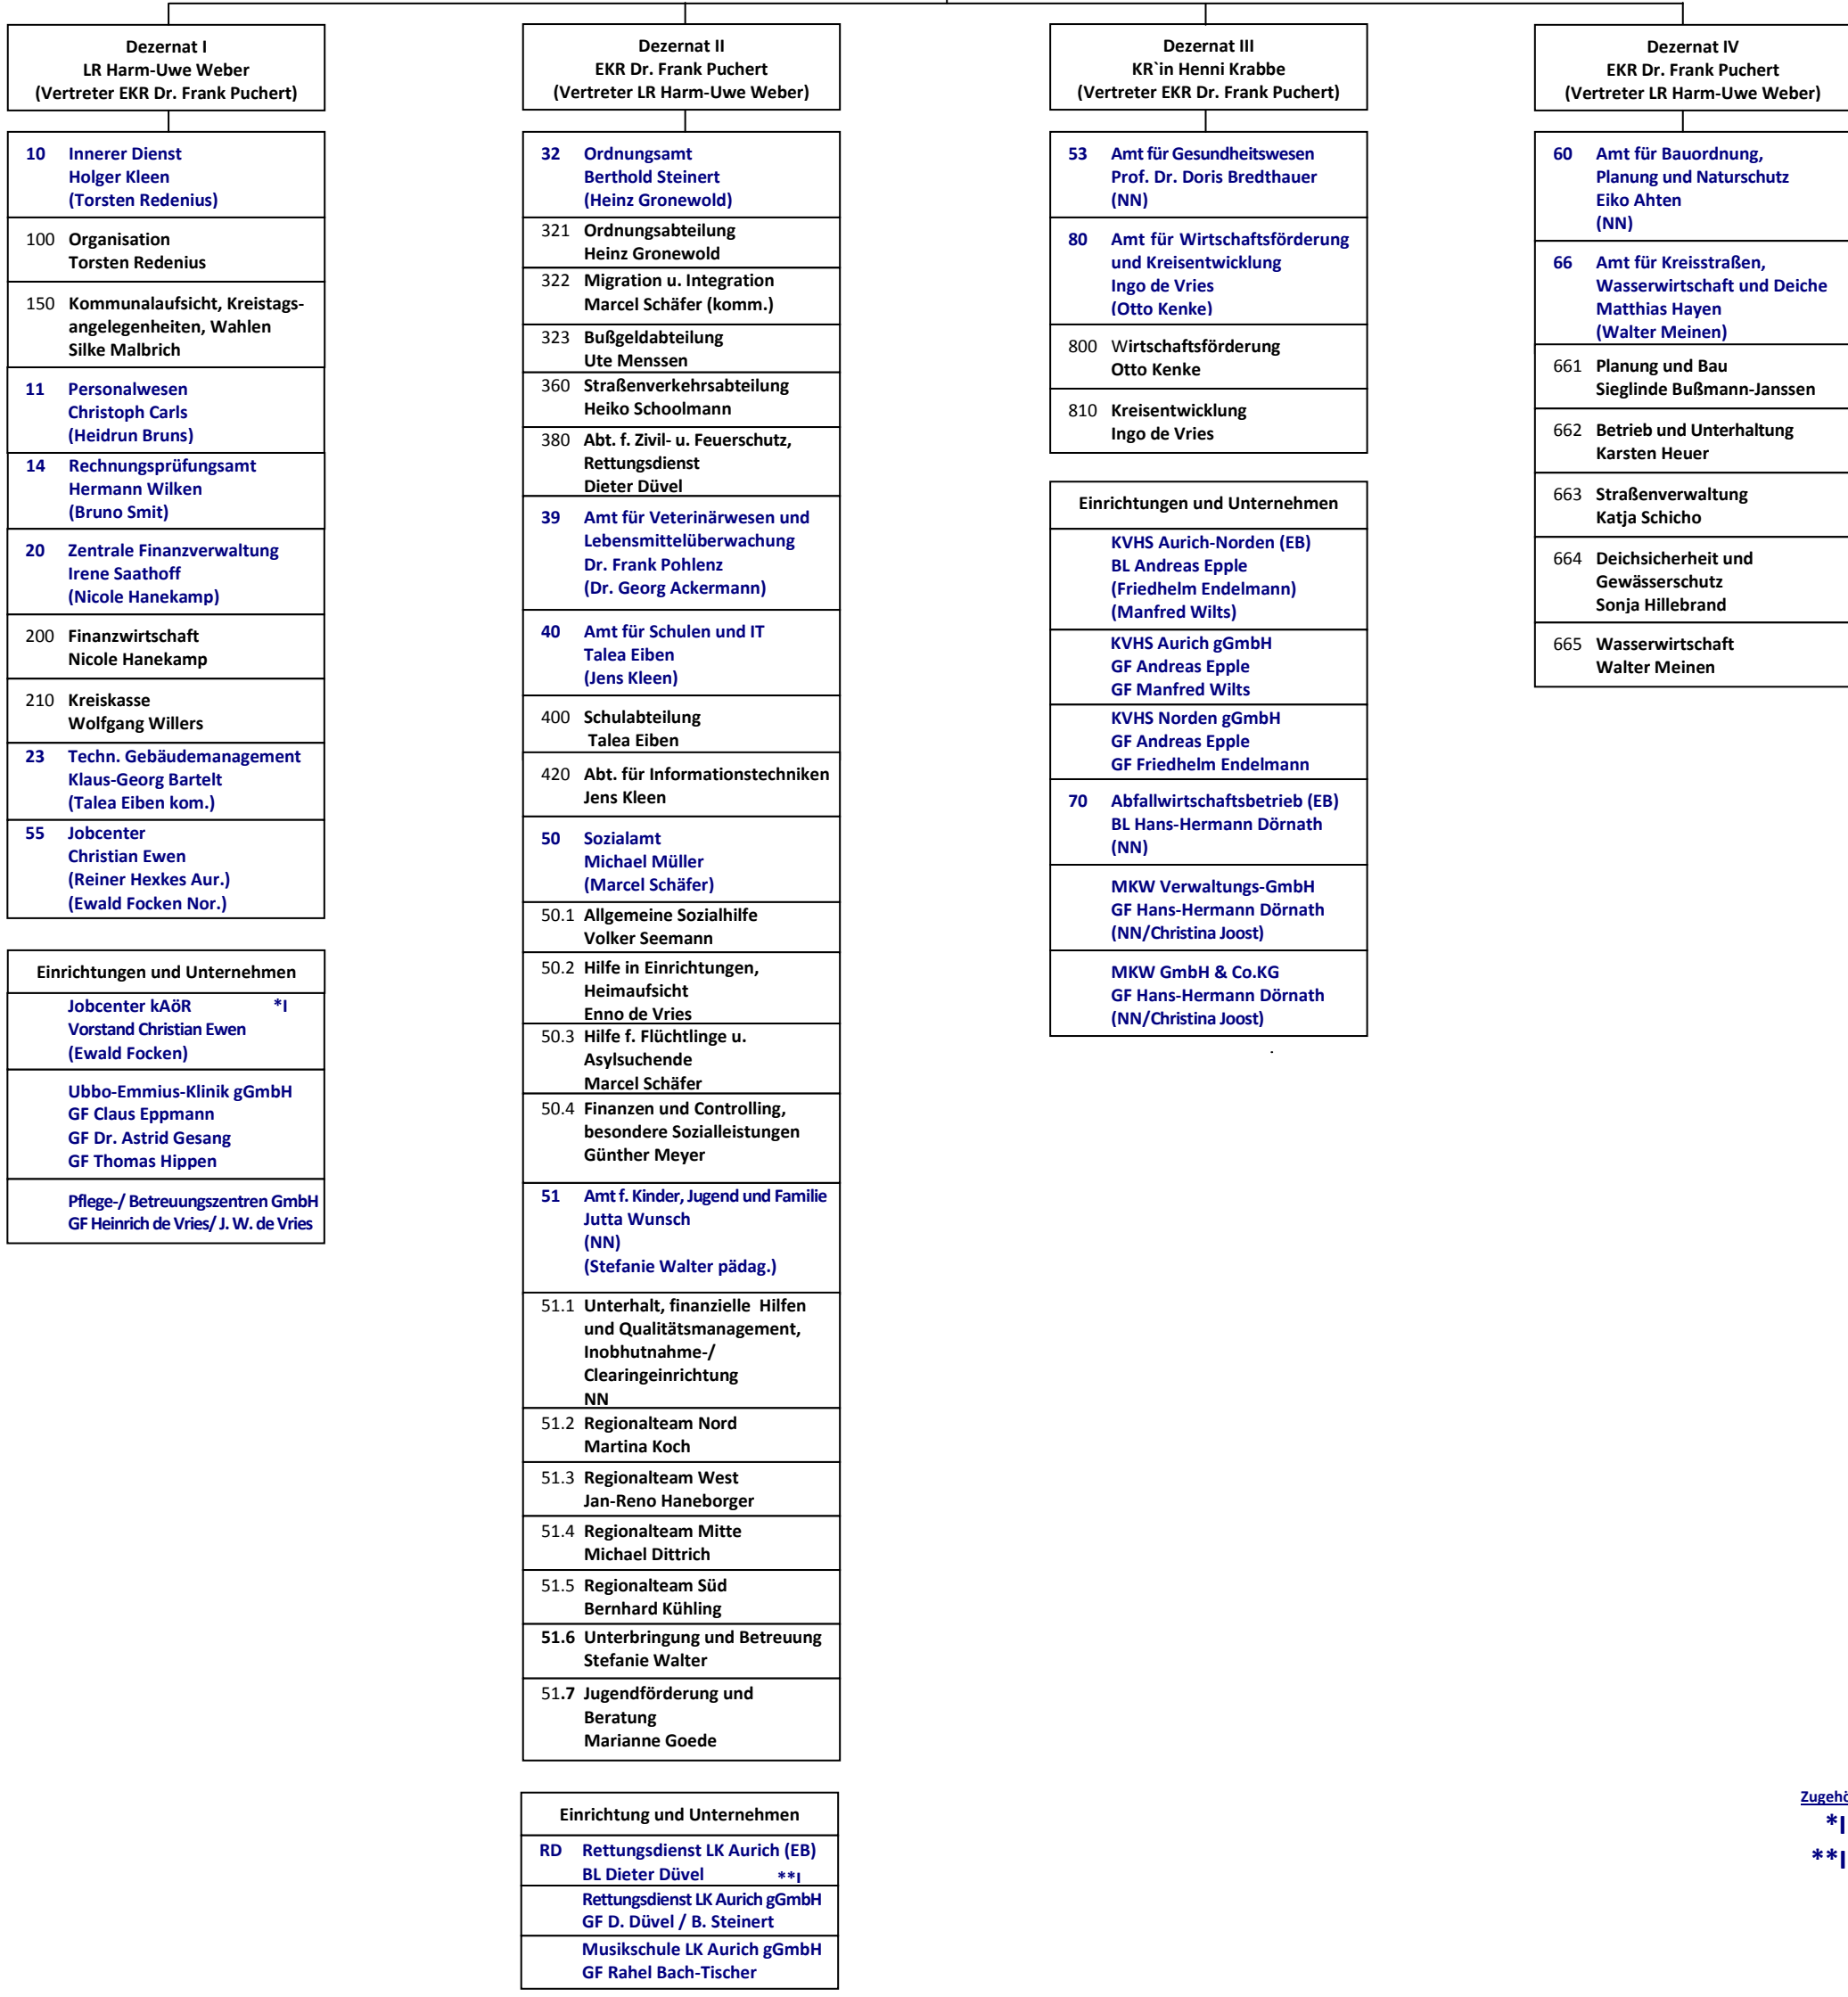 Dezernat I
LR Harm-Uwe Weber
(Vertreter EKR Dr. Frank Puchert)
10 Innerer Dienst
Holger Kleen
(Torsten Redenius)
100 Organisation
Torsten Redenius
150 Kommunalaufsicht, Kreistags-
angelegenheiten, Wahlen
Silke Malbrich
11 Personalwesen
Christoph Carls
(Heidrun Bruns)
14 Rechnungsprüfungsamt
Hermann Wilken
(Bruno Smit)
20 Zentrale Finanzverwaltung
Irene Saathoff
(Nicole Hanekamp)
200 Finanzwirtschaft
Nicole Hanekamp
210 Kreiskasse
Wolfgang Willers
23 Techn. Gebäudemanagement
Klaus-Georg Bartelt
(Talea Eiben kom.)
55 Jobcenter
Christian Ewen
(Reiner Hexkes Aur.)
(Ewald Focken Nor.)
Einrichtungen und Unternehmen
Jobcenter kAöR *I
Vorstand Christian Ewen
(Ewald Focken)
Ubbo-Emmius-Klinik gGmbH
GF Claus Eppmann
GF Dr. Astrid Gesang
GF Thomas Hippen
Pflege-/ Betreuungszentren GmbH
GF Heinrich de Vries/ J. W. de Vries
Dezernat II
EKR Dr. Frank Puchert
(Vertreter LR Harm-Uwe Weber)
32 Ordnungsamt
Berthold Steinert
(Heinz Gronewold)
321 Ordnungsabteilung
Heinz Gronewold
322 Migration u. Integration
Marcel Schäfer (komm.)
323 Bußgeldabteilung
Ute Menssen
360 Straßenverkehrsabteilung
Heiko Schoolmann
380 Abt. f. Zivil- u. Feuerschutz,
Rettungsdienst
Dieter Düvel
39 Amt für Veterinärwesen und
Lebensmittelüberwachung
Dr. Frank Pohlenz
(Dr. Georg Ackermann)
40 Amt für Schulen und IT
Talea Eiben
(Jens Kleen)
400 Schulabteilung
Talea Eiben
420 Abt. für Informationstechniken
Jens Kleen
50 Sozialamt
Michael Müller
(Marcel Schäfer)
50.1 Allgemeine Sozialhilfe
Volker Seemann
50.2 Hilfe in Einrichtungen,
Heimaufsicht
Enno de Vries
50.3 Hilfe f. Flüchtlinge u.
Asylsuchende
Marcel Schäfer
50.4 Finanzen und Controlling,
besondere Sozialleistungen
Günther Meyer
51 Amt f. Kinder, Jugend und Familie
Jutta Wunsch
(NN)
(Stefanie Walter pädag.)
51.1 Unterhalt, finanzielle Hilfen
und Qualitätsmanagement,
Inobhutnahme-/
Clearingeinrichtung
NN
51.2 Regionalteam Nord
Martina Koch
51.3 Regionalteam West
Jan-Reno Haneborger
51.4 Regionalteam Mitte
Michael Dittrich
51.5 Regionalteam Süd
Bernhard Kühling
51.6 Unterbringung und Betreuung
Stefanie Walter
51.7 Jugendförderung und
Beratung
Marianne Goede
Einrichtung und Unternehmen
RD Rettungsdienst LK Aurich (EB)
BL Dieter Düvel **I
Rettungsdienst LK Aurich gGmbH
GF D. Düvel / B. Steinert
Musikschule LK Aurich gGmbH
GF Rahel Bach-Tischer
Dezernat III
KR`in Henni Krabbe
(Vertreter EKR Dr. Frank Puchert)
53 Amt für Gesundheitswesen
Prof. Dr. Doris Bredthauer
(NN)
80 Amt für Wirtschaftsförderung
und Kreisentwicklung
Ingo de Vries
(Otto Kenke)
800 Wirtschaftsförderung
Otto Kenke
810 Kreisentwicklung
Ingo de Vries
Einrichtungen und Unternehmen
KVHS Aurich-Norden (EB)
BL Andreas Epple
(Friedhelm Endelmann)
(Manfred Wilts)
KVHS Aurich gGmbH
GF Andreas Epple
GF Manfred Wilts
KVHS Norden gGmbH
GF Andreas Epple
GF Friedhelm Endelmann
70 Abfallwirtschaftsbetrieb (EB)
BL Hans-Hermann Dörnath
(NN)
MKW Verwaltungs-GmbH
GF Hans-Hermann Dörnath
(NN/Christina Joost)
MKW GmbH & Co.KG
GF Hans-Hermann Dörnath
(NN/Christina Joost)
.
Dezernat IV
EKR Dr. Frank Puchert
(Vertreter LR Harm-Uwe Weber)
60 Amt für Bauordnung,
Planung und Naturschutz
Eiko Ahten
(NN)
66 Amt für Kreisstraßen,
Wasserwirtschaft und Deiche
Matthias Hayen
(Walter Meinen)
661 Planung und Bau
Sieglinde Bußmann-Janssen
662 Betrieb und Unterhaltung
Karsten Heuer
663 Straßenverwaltung
Katja Schicho
664 Deichsicherheit und
Gewässerschutz
Sonja Hillebrand
665 Wasserwirtschaft
Walter Meinen
Zugehö
*I
**I